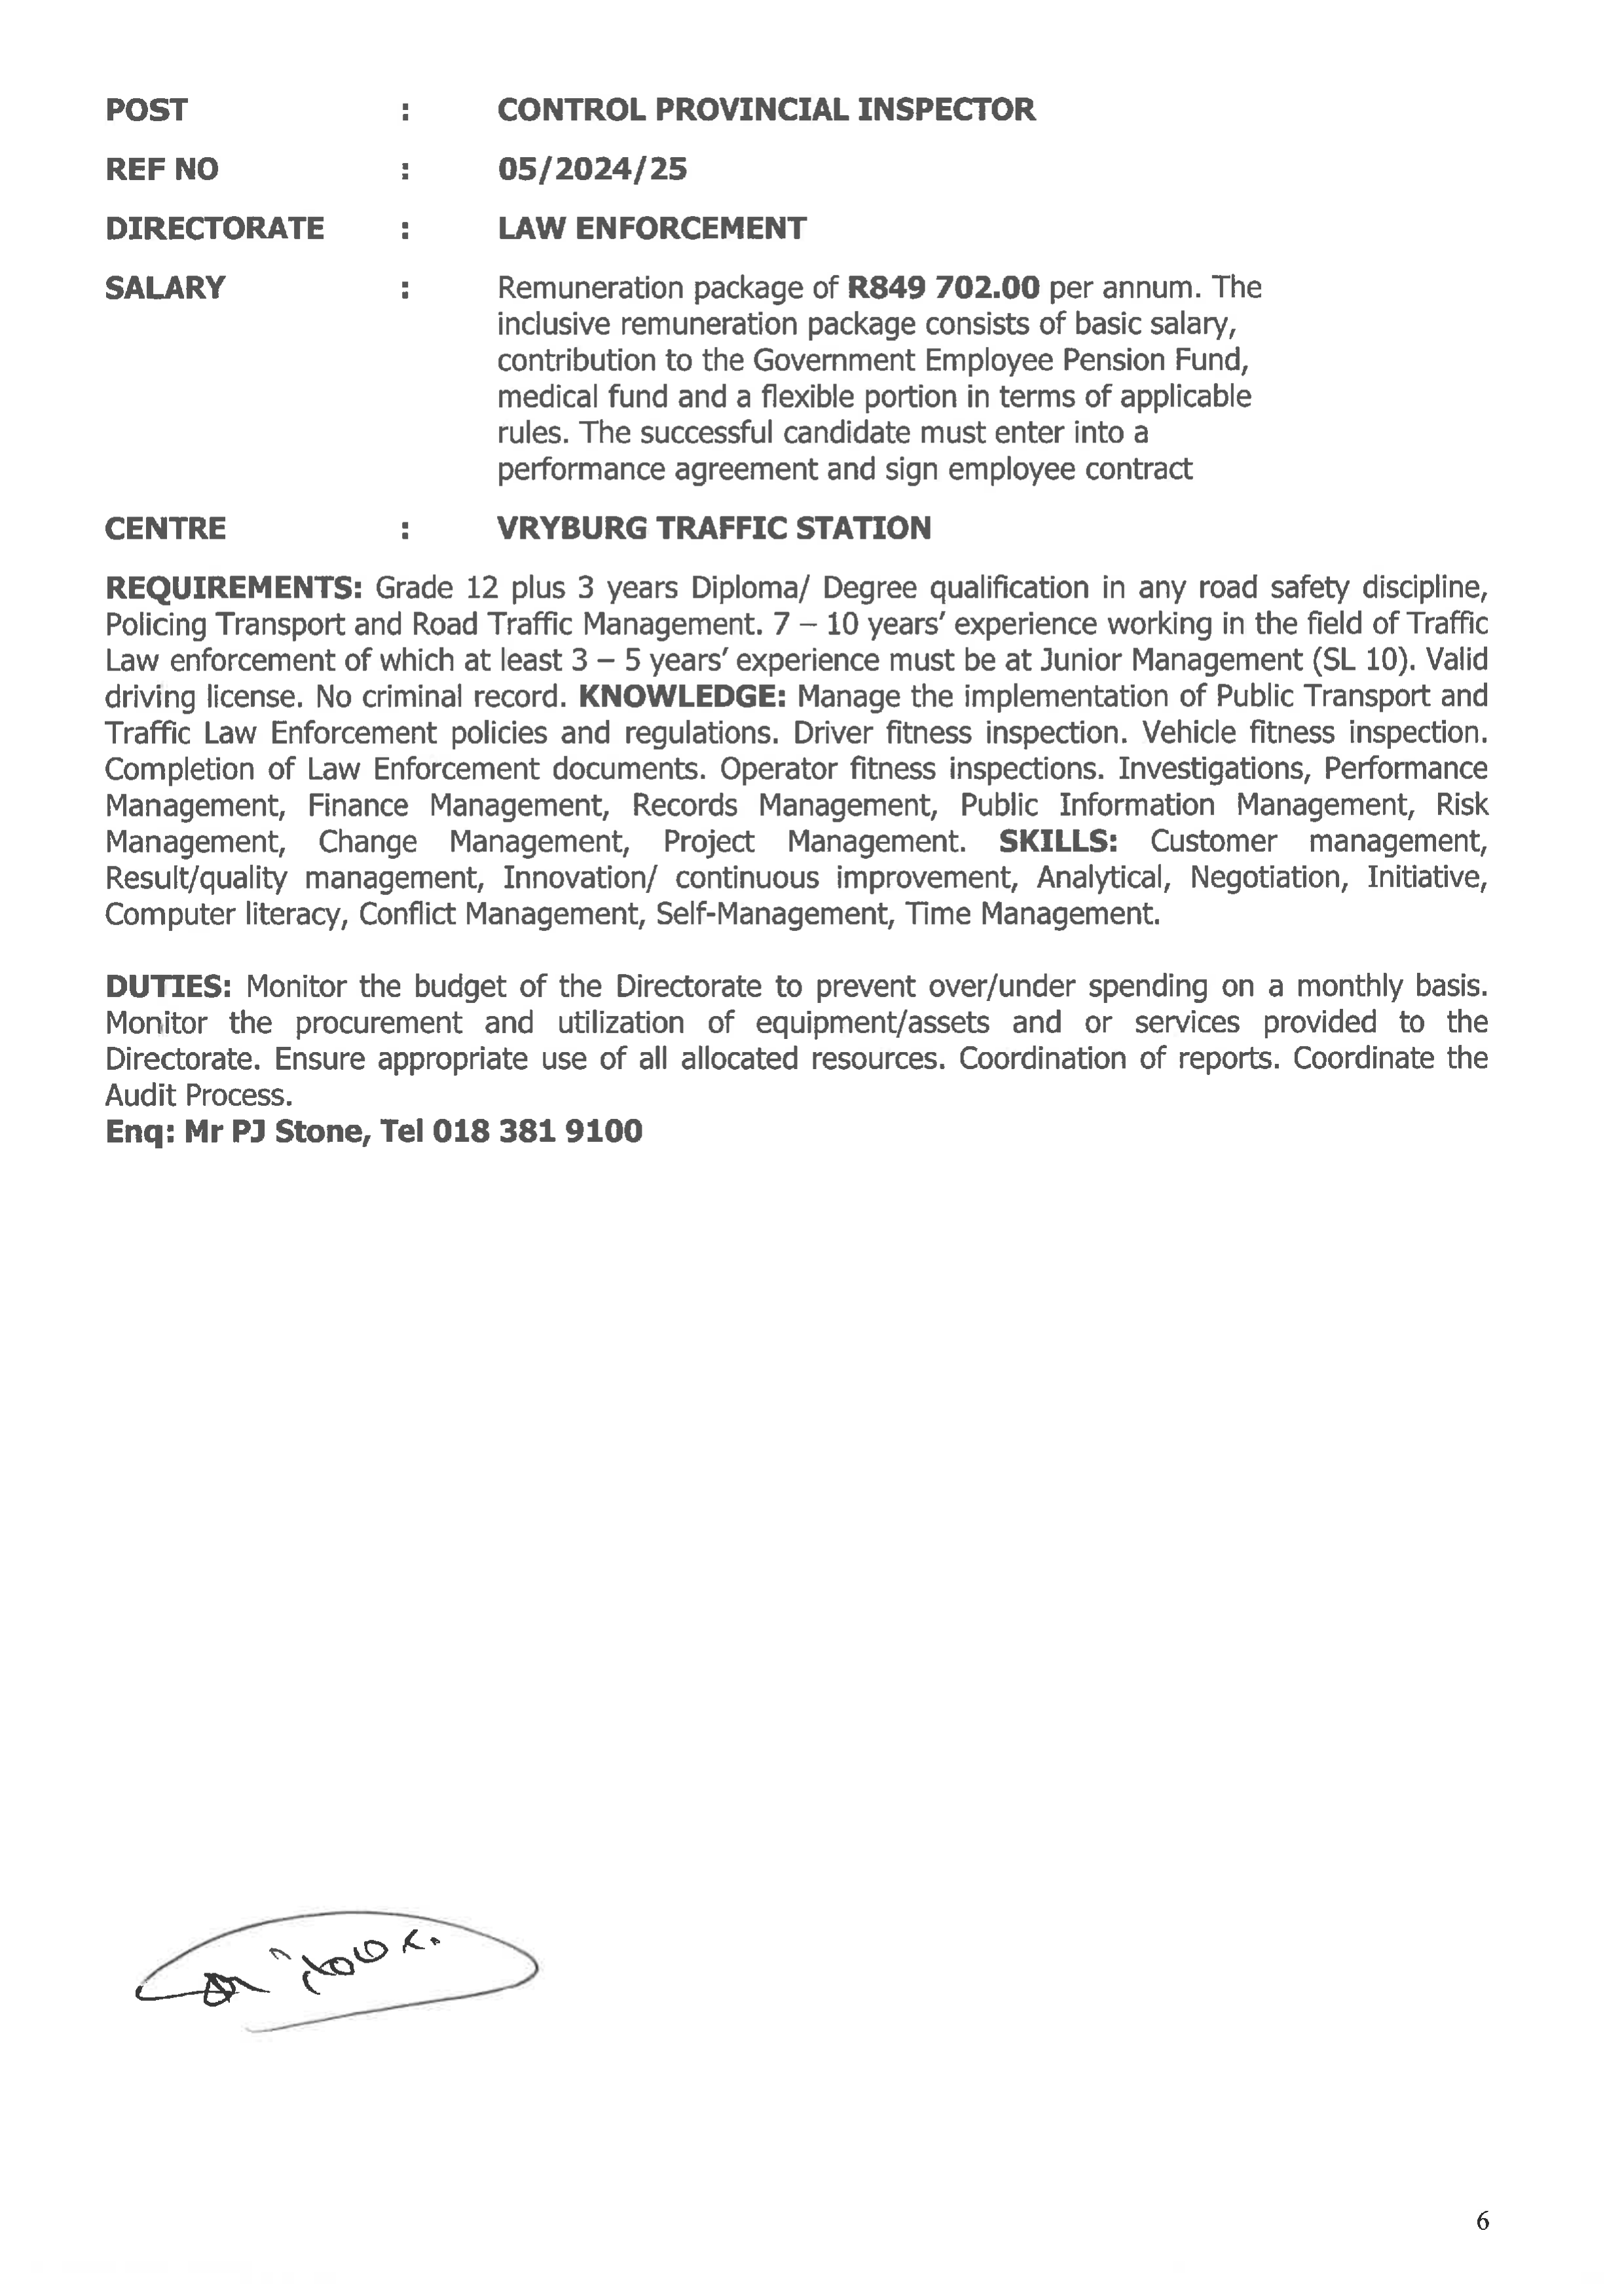 POST : CONTROL PROVINCIAL INSPECTOR
REF NO : 05/2024/25
DIRECTORATE : LAW ENFORCEMENT
SALARY : Remuneration package of R849 702.00 per annum. The
inclusive remuneration package consists of basic salary,
contribution to the Government Employee Pension Fund,
medical fund and a flexible portion in terms of applicable
rules. The successful candidate must enter into a
performance agreement and sign employee contract
CENTRE : VRYBURG TRAFFIC STATION
REQUIREMENTS: Grade 12 plus 3 years Diploma/ Degree qualification in any road safety discipline,
Policing Transport and Road Traffic Management. 7 – 10 years' experience working in the field of Traffic
Law enforcement of which at least 3 – 5 years' experience must be at Junior Management (SL 10). Valid
driving license. No criminal record. KNOWLEDGE: Manage the implementation of Public Transport and
Traffic Law Enforcement policies and regulations. Driver fitness inspection. Vehicle fitness inspection.
Completion of Law Enforcement documents. Operator fitness inspections. Investigations, Performance
Management, Finance Management, Records Management, Public Information Management, Risk
Management, Change Management, Project Management. SKILLS: Customer management,
Result/quality management, Innovation/ continuous improvement, Analytical, Negotiation, Initiative,
Computer literacy, Conflict Management, Self-Management, Time Management.
DUTIES: Monitor the budget of the Directorate to prevent over/under spending on a monthly basis.
Monitor the procurement and utilization of equipment/assets and or services provided to the
Directorate. Ensure appropriate use of all allocated resources. Coordination of reports. Coordinate the
Audit Process.
Enq: Mr PJ Stone, Tel 018 381 9100
6